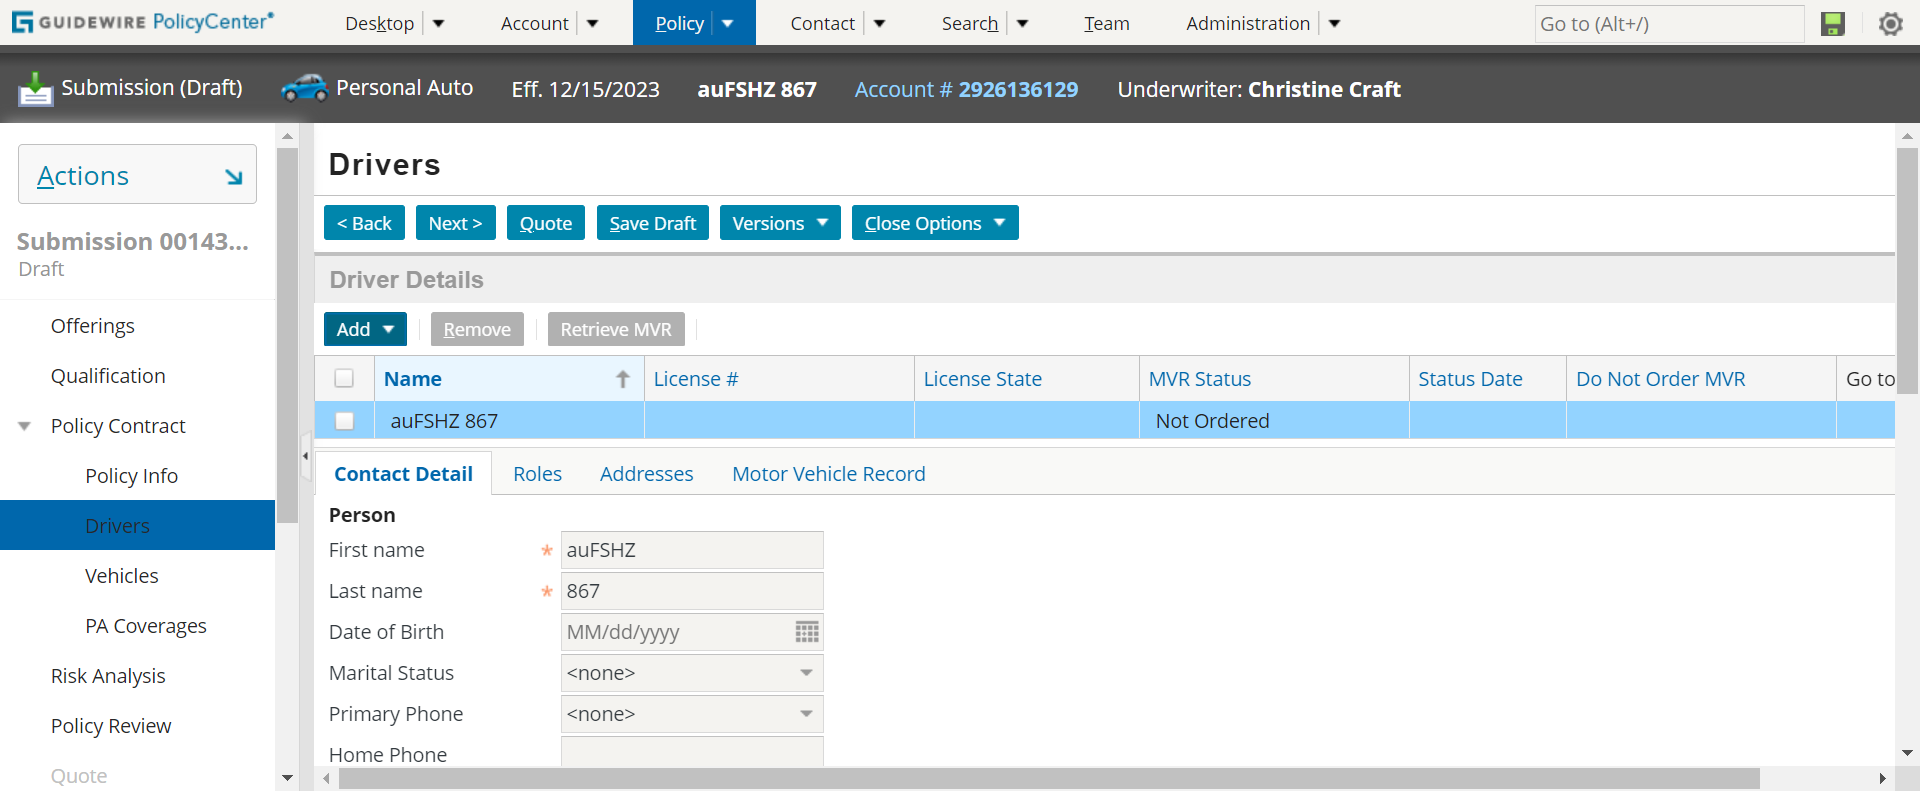 GUIDEWIRE PolicyCenter® Desktop Account Policy Contact Search Team Administration Go to (Alt+/)
Submission (Draft) Personal Auto Eff. 12/15/2023 auFSHZ 867 Account # 2926136129 Underwriter: Christine Craft
Actions
Submission 00143...
Draft
Offerings
Qualification
Policy Contract
Policy Info
Drivers
Vehicles
PA Coverages
Risk Analysis
Policy Review
Quote
Drivers
< Back Next > Quote Save Draft Versions Close Options
Driver Details
Add Remove Retrieve MVR
Name License # License State MVR Status Status Date Do Not Order MVR Go to
auFSHZ 867 Not Ordered
Contact Detail Roles Addresses Motor Vehicle Record
Person
First name * auFSHZ
Last name * 867
Date of Birth MM/dd/yyyy
Marital Status <none>
Primary Phone <none>
Home Phone